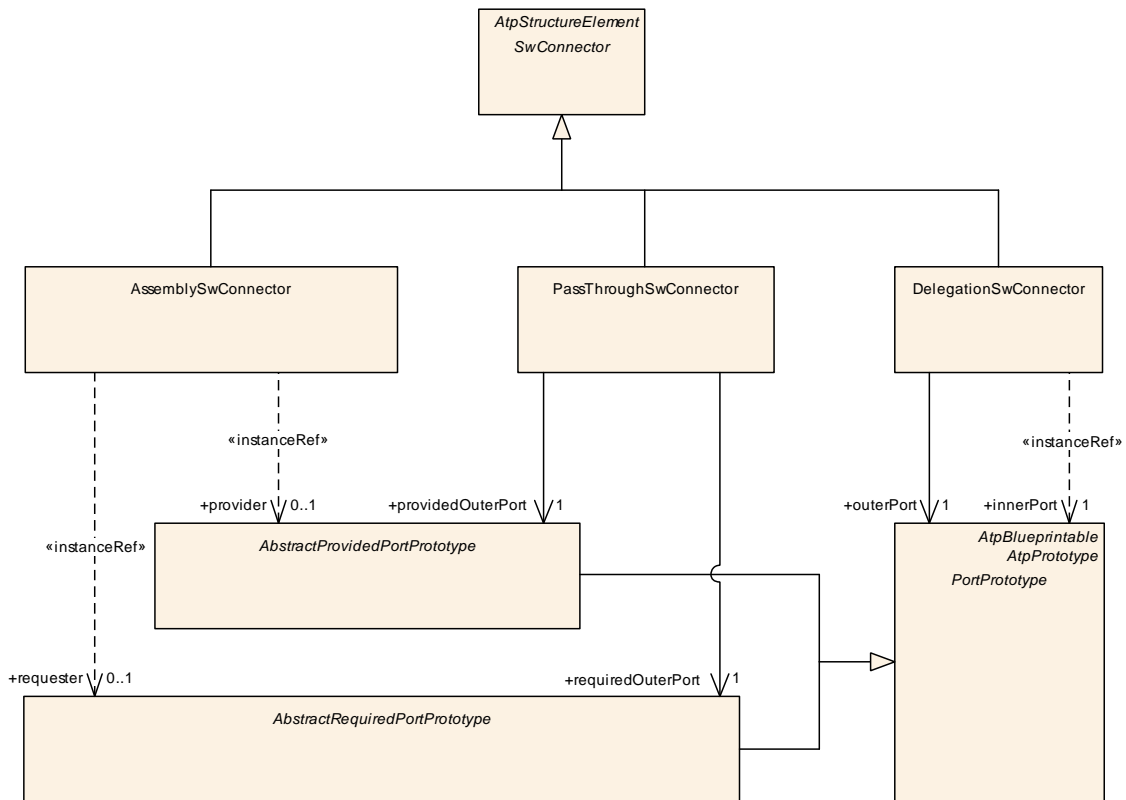 AtpStructureElement
SwConnector
AssemblySwConnector
PassThroughSwConnector
DelegationSwConnector
«instanceRef»
«instanceRef»
+provider
0..1
+providedOuterPort
1
+outerPort
1
+innerPort
1
«instanceRef»
AbstractProvidedPortPrototype
AtpBlueprintable
AtpPrototype
PortPrototype
+requester
0..1
+requiredOuterPort
1
AbstractRequiredPortPrototype